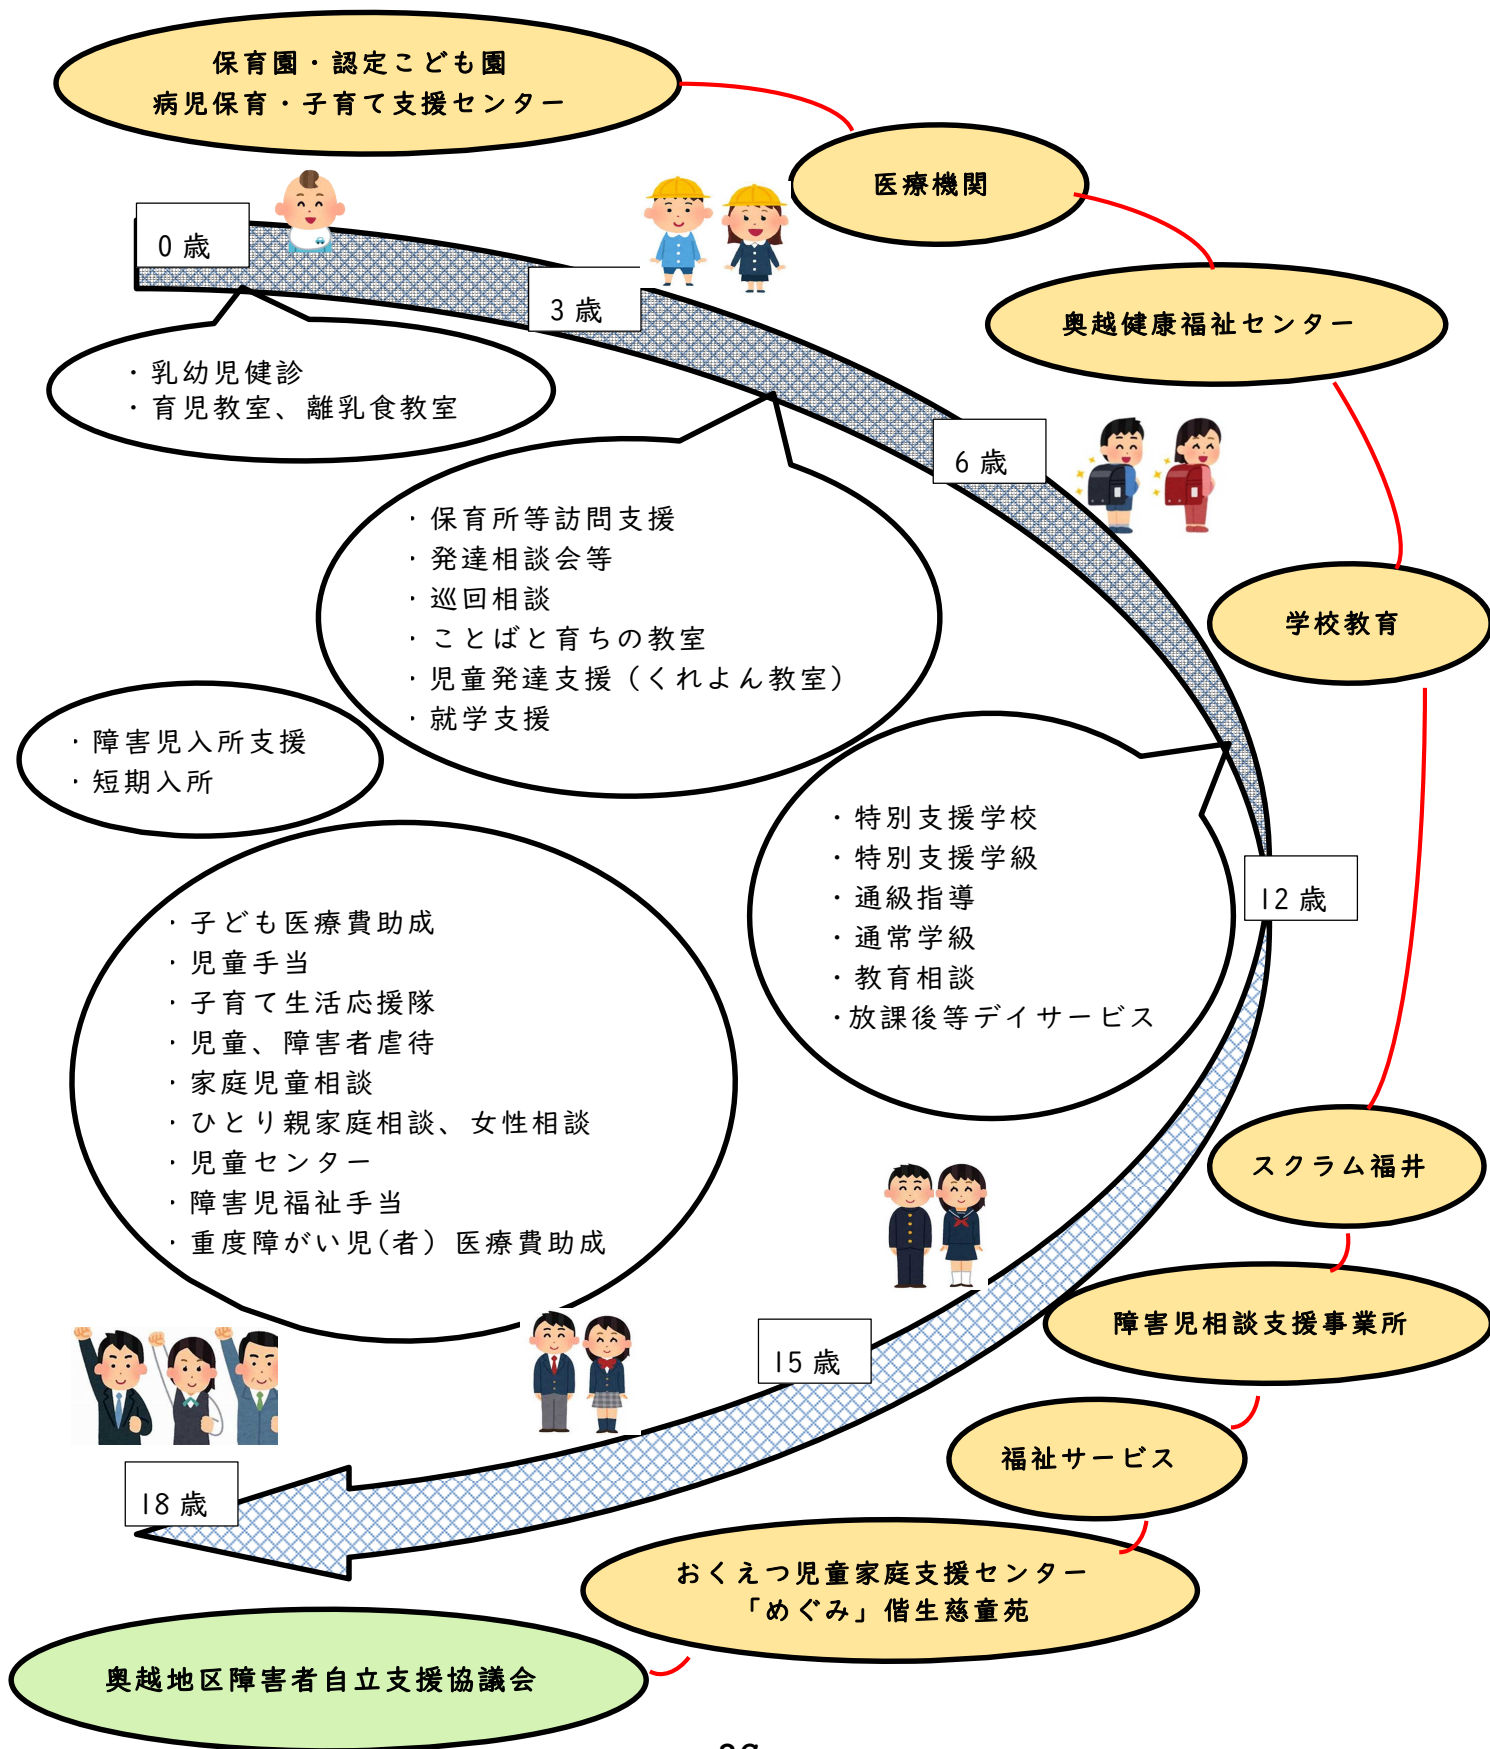 保育園・認定こども園
病児保育・子育て支援センター
医療機関
0歳
3歳
奥越健康福祉センター
・乳幼児健診
・育児教室、離乳食教室
6歳
・保育所等訪問支援
・発達相談会等
・巡回相談
・ことばと育ちの教室
・児童発達支援（くれよん教室）
・就学支援
学校教育
・障害児入所支援
・短期入所
・特別支援学校
・特別支援学級
・通級指導
・通常学級
・教育相談
・放課後等デイサービス
12歳
・子ども医療費助成
・児童手当
・子育て生活応援隊
・児童、障害者虐待
・家庭児童相談
・ひとり親家庭相談、女性相談
・児童センター
・障害児福祉手当
・重度障がい児(者）医療費助成
スクラム福井
障害児相談支援事業所
15歳
福祉サービス
18歳
おくえつ児童家庭支援センター
「めぐみ」偕生慈童苑
奥越地区障害者自立支援協議会